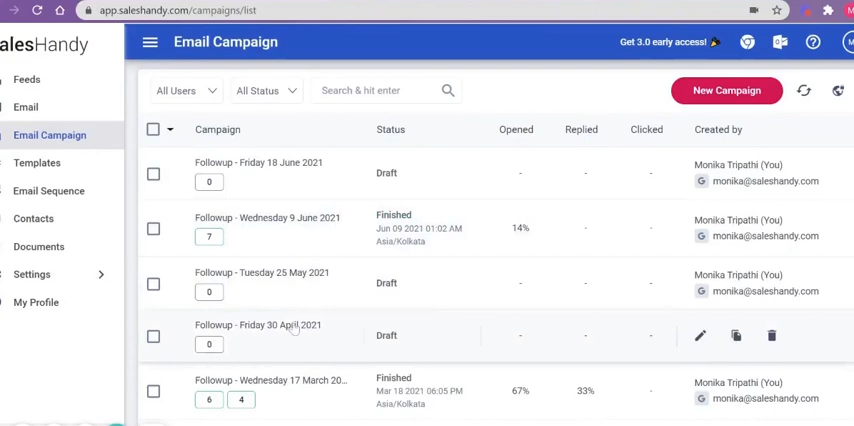 app.saleshandy.com/campaigns/list
alesHandy
Email Campaign
Get 3.0 early access!
M
Feeds
Email
Email Campaign
Templates
Email Sequence
Contacts
Documents
Settings
My Profile
All Users
All Status
Search & hit enter
New Campaign
Campaign Status Opened Replied Clicked Created by
Followup - Friday 18 June 2021
0
Draft
- - -
Monika Tripathi (You)
G monika@saleshandy.com
Followup - Wednesday 9 June 2021
7
Finished
Jun 09 2021 01:02 AM
Asia/Kolkata
14% - -
Monika Tripathi (You)
G monika@saleshandy.com
Followup - Tuesday 25 May 2021
0
Draft
- - -
Monika Tripathi (You)
G monika@saleshandy.com
Followup - Friday 30 April 2021
0
Draft
- - -
Followup - Wednesday 17 March 20...
6 4
Finished
Mar 18 2021 06:05 PM
Asia/Kolkata
67% 33% -
Monika Tripathi (You)
G monika@saleshandy.com